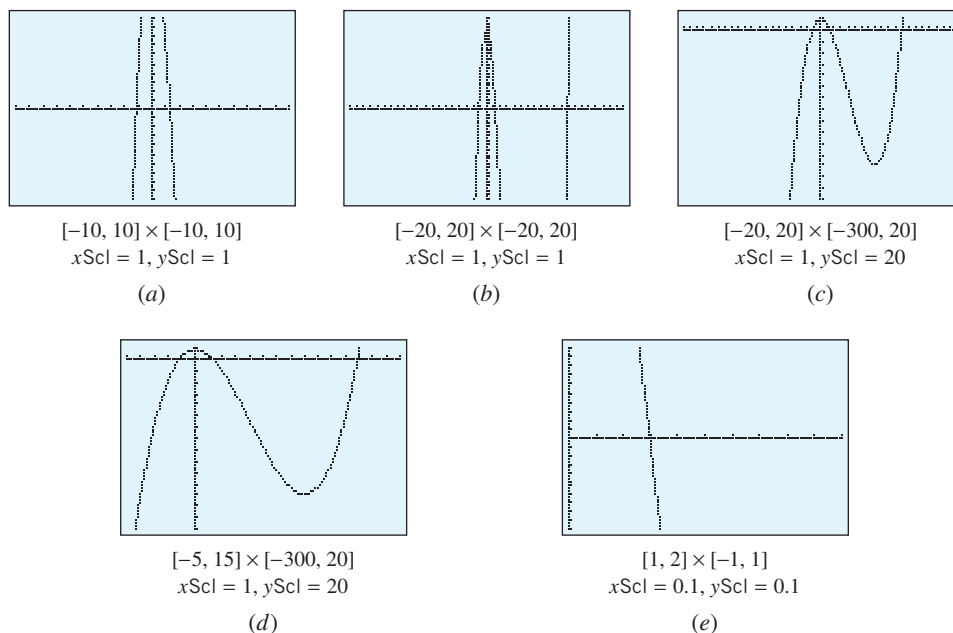 [−10, 10] × [−10, 10]
xScl = 1, yScl = 1
(a)
[−20, 20] × [−20, 20]
xScl = 1, yScl = 1
(b)
[−20, 20] × [−300, 20]
xScl = 1, yScl = 20
(c)
[−5, 15] × [−300, 20]
xScl = 1, yScl = 20
(d)
[1, 2] × [−1, 1]
xScl = 0.1, yScl = 0.1
(e)